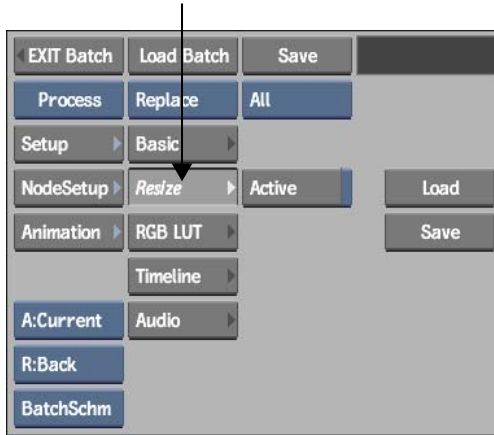 EXIT Batch Load Batch Save
Process Replace All
Setup Basic
NodeSetup Resize Active Load
Animation RGB LUT Save
Timeline
A:Current Audio
R:Back
BatchSchm